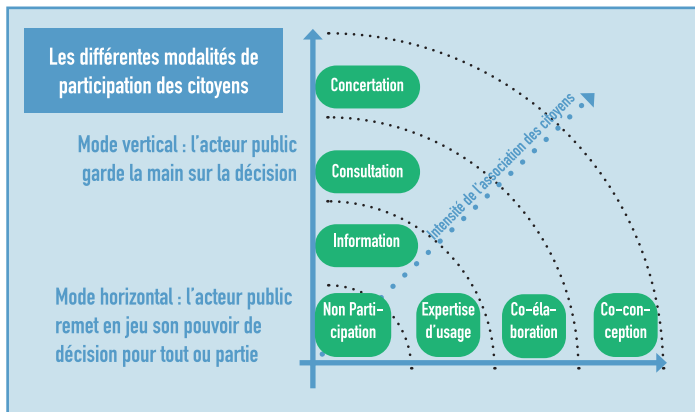 Les différentes modalités de
participation des citoyens
Concertation
Mode vertical : l'acteur public
garde la main sur la décision
Consultation
Intensité de l'association des citoyens
Information
Mode horizontal : l'acteur public
remet en jeu son pouvoir de
décision pour tout ou partie
Non Parti-
cipation
Expertise
d'usage
Co-éla-
boration
Co-con-
ception